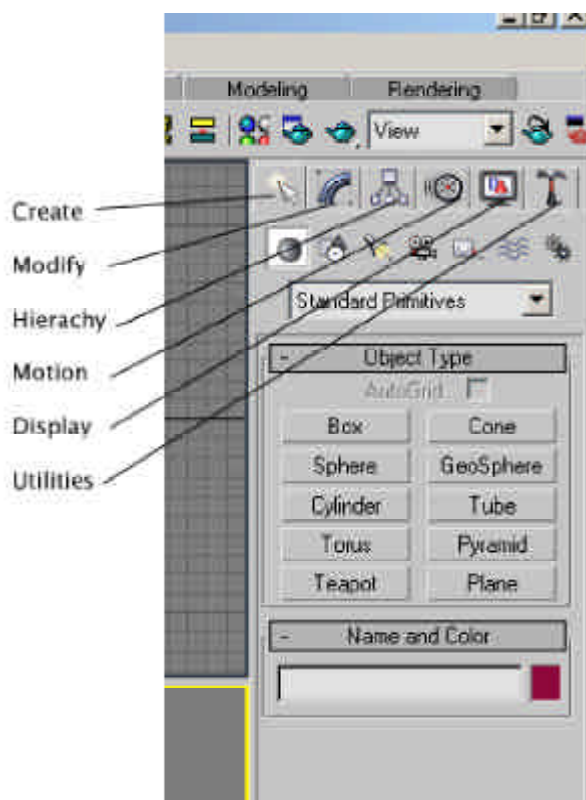 Modeling Rendering
View
Create
Modify
Hierachy
Motion
Display
Utilities
Standard Primitives
- Object Type
AutoGrid
Box Cone
Sphere GeoSphere
Cylinder Tube
Torus Pyramid
Teapot Plane
- Name and Color